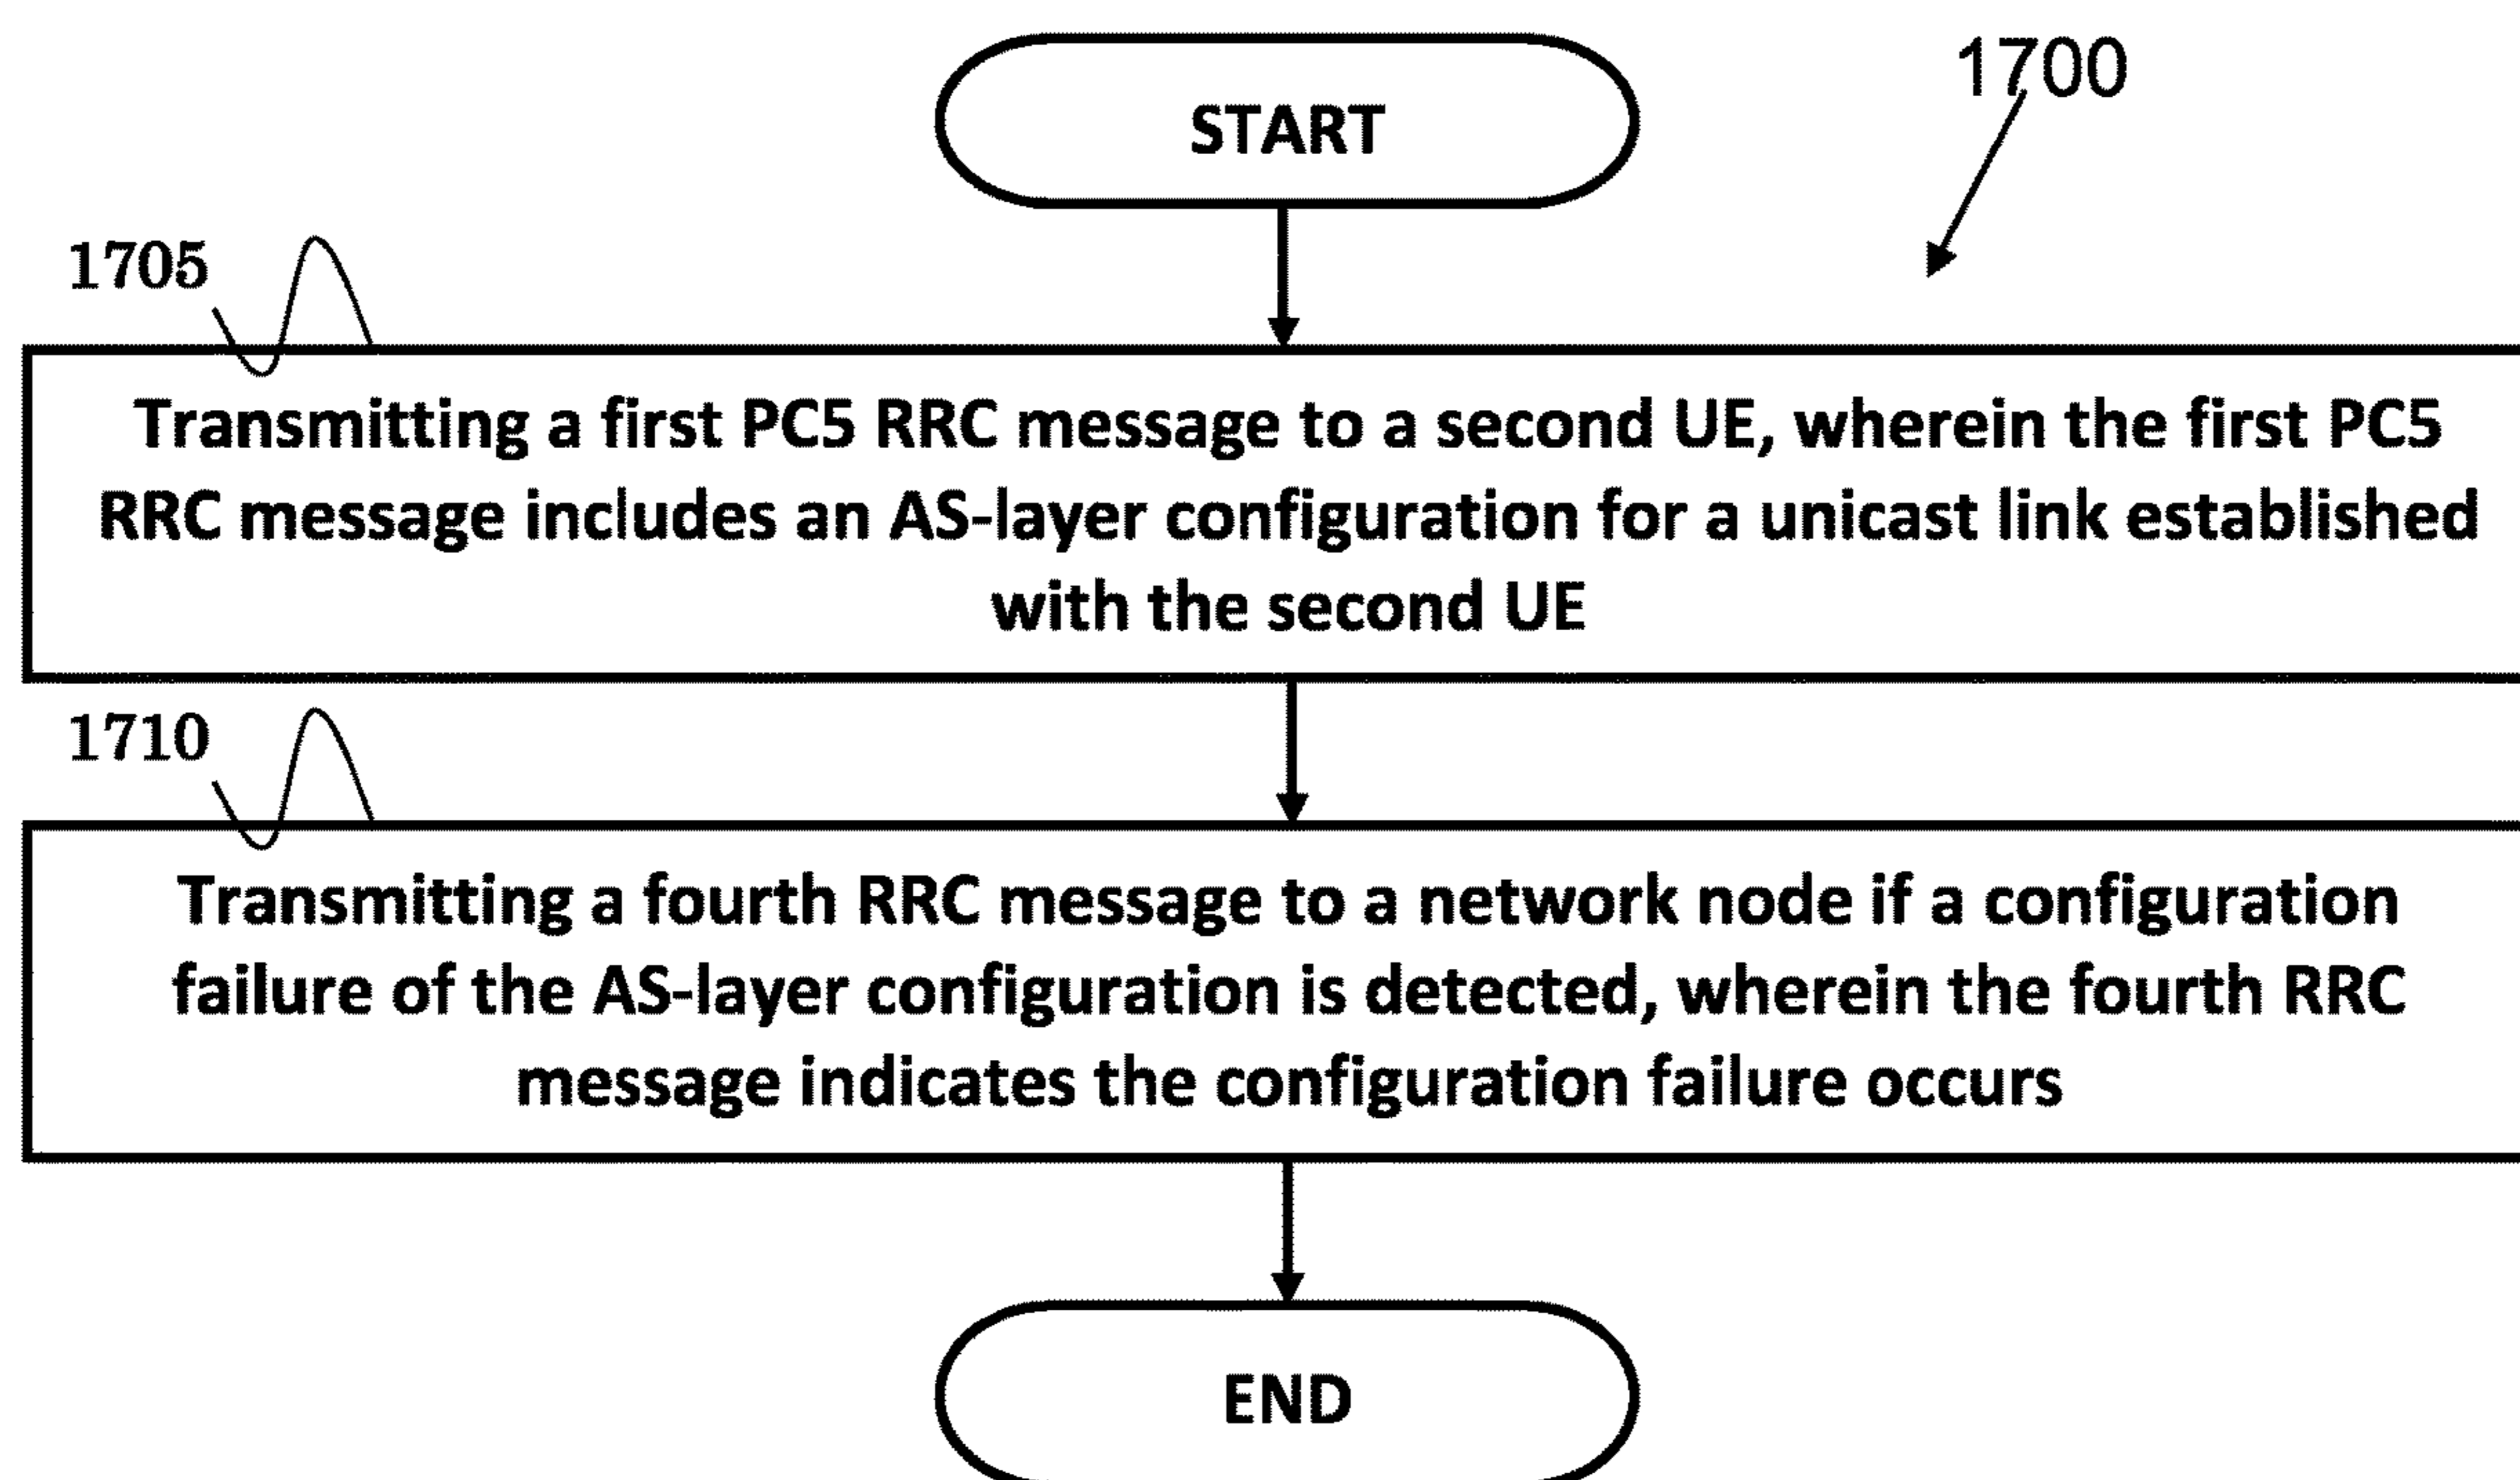 START
1700
1705
Transmitting a first PC5 RRC message to a second UE, wherein the first PC5
RRC message includes an AS-layer configuration for a unicast link established
with the second UE
1710
Transmitting a fourth RRC message to a network node if a configuration
failure of the AS-layer configuration is detected, wherein the fourth RRC
message indicates the configuration failure occurs
END